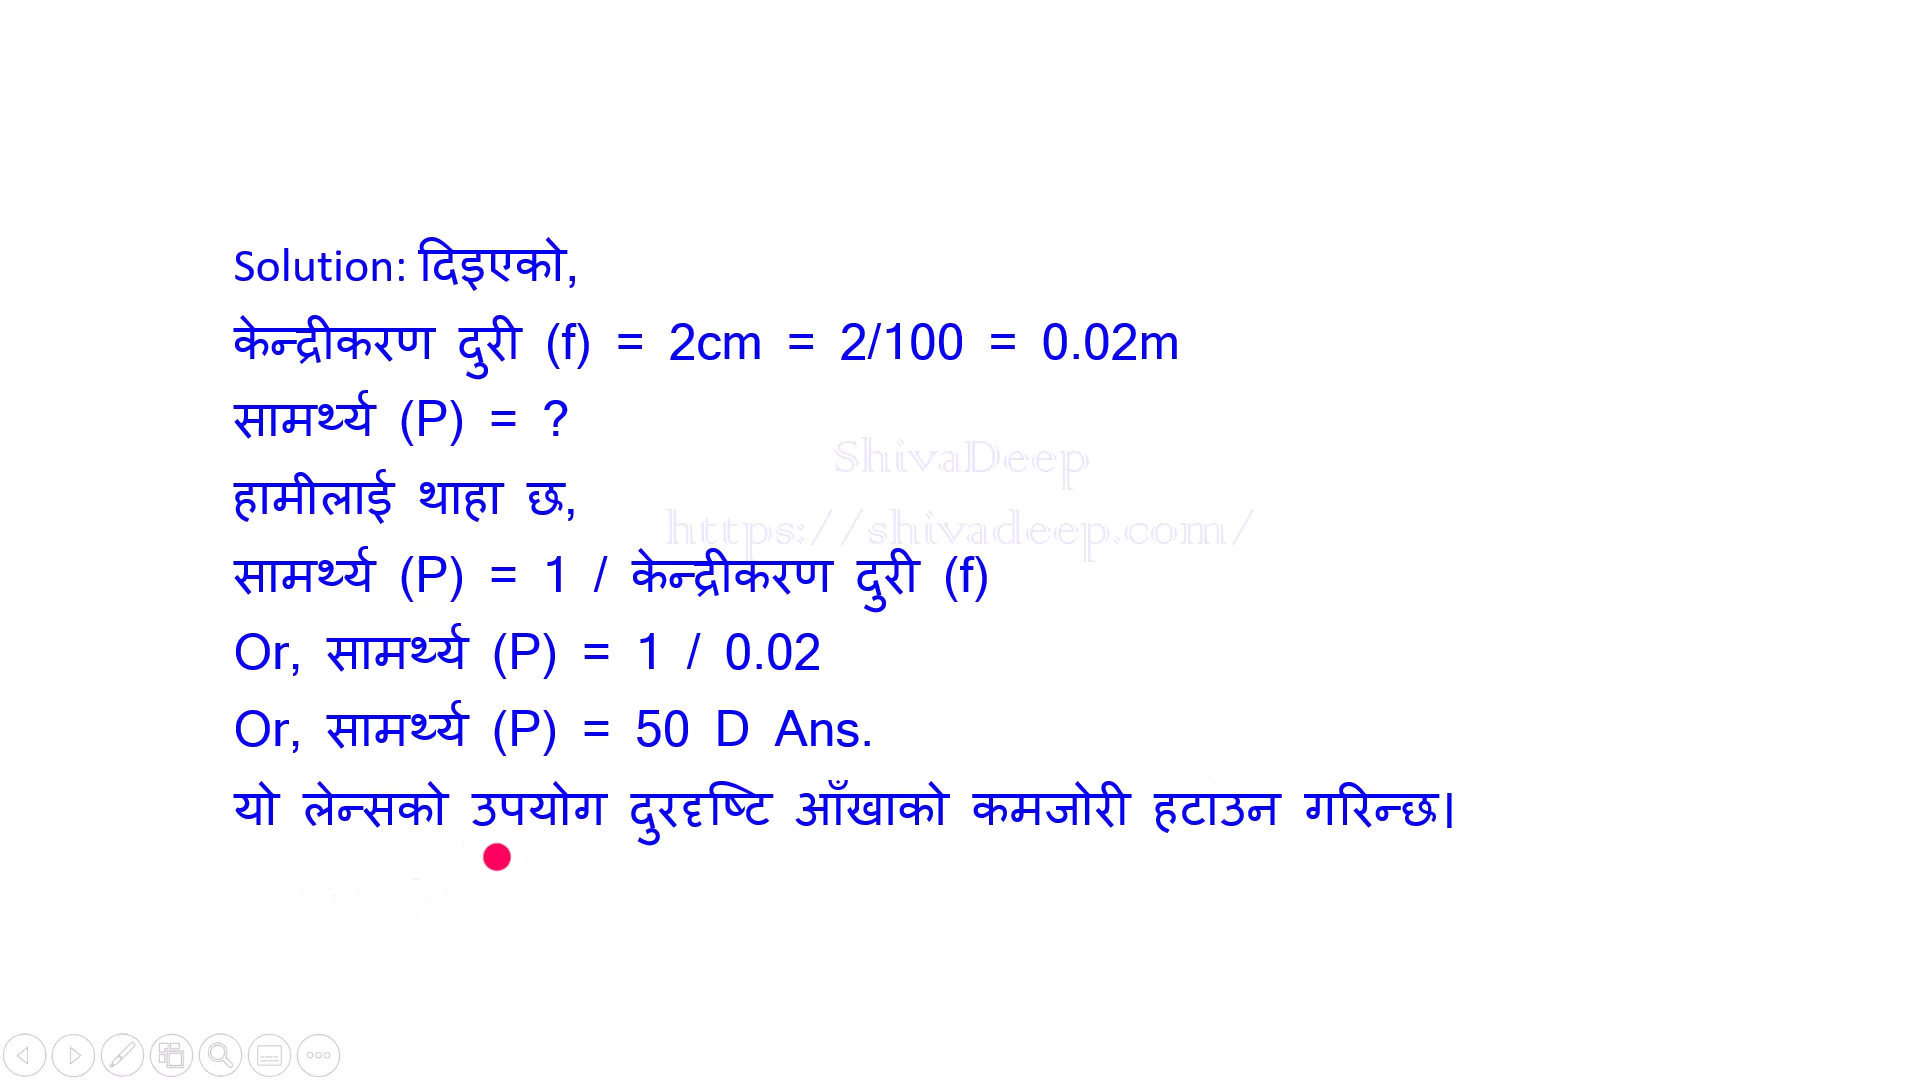 Solution: दिइएको,
केन्द्रीकरण दुरी (f) = 2cm = 2/100 = 0.02m
सामर्थ्य (P) = ?
हामीलाई थाहा छ,
ShivaDeep
https://shivadeep.com/
सामर्थ्य (P) = 1 / केन्द्रीकरण दुरी (f)
Or, सामर्थ्य (P) = 1 / 0.02
Or, सामर्थ्य (P) = 50 D Ans.
यो लेन्सको उपयोग दुरदृष्टि आँखाको कमजोरी हटाउन गरिन्छ।